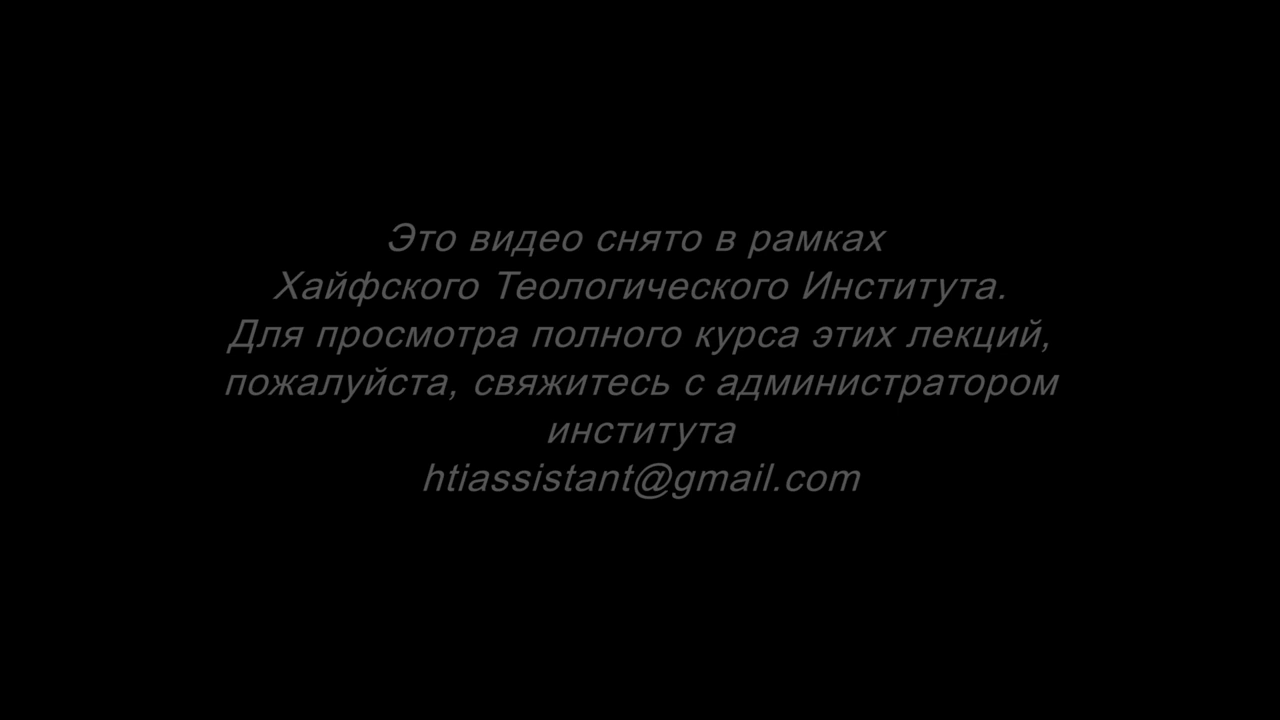 Это видео снято в рамках
Хайфского Теологического Института.
Для просмотра полного курса этих лекций,
пожалуйста, свяжитесь с администратором
института
htiassistant@gmail.com